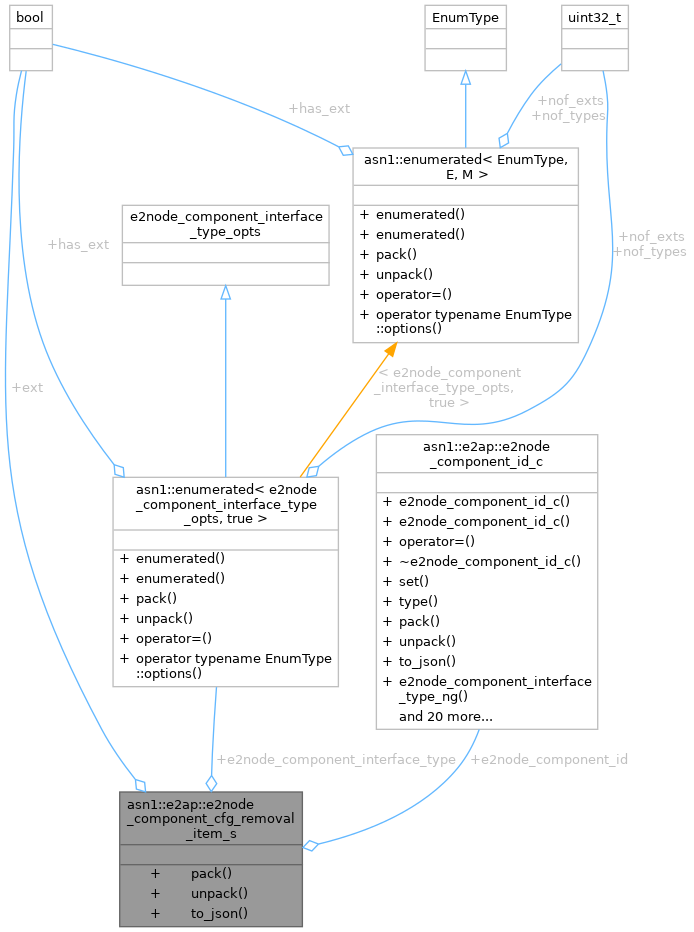 bool
EnumType
uint32_t
+has_ext
+nof_exts
+nof_types
asn1::enumerated< EnumType,
E, M >
+ enumerated()
+ enumerated()
+ pack()
+ unpack()
+ operator=()
+ operator typename EnumType
::options()
e2node_component_interface
_type_opts
+has_ext
+nof_exts
+nof_types
+ext
< e2node_component
_interface_type_opts,
true >
asn1::enumerated< e2node
_component_interface_type
_opts, true >
+ enumerated()
+ enumerated()
+ pack()
+ unpack()
+ operator=()
+ operator typename EnumType
::options()
asn1::e2ap::e2node
_component_id_c
+ e2node_component_id_c()
+ e2node_component_id_c()
+ operator=()
+ ~e2node_component_id_c()
+ set()
+ type()
+ pack()
+ unpack()
+ to_json()
+ e2node_component_interface
_type_ng()
and 20 more...
+e2node_component_interface_type
+e2node_component_id
asn1::e2ap::e2node
_component_cfg_removal
_item_s
+ pack()
+ unpack()
+ to_json()